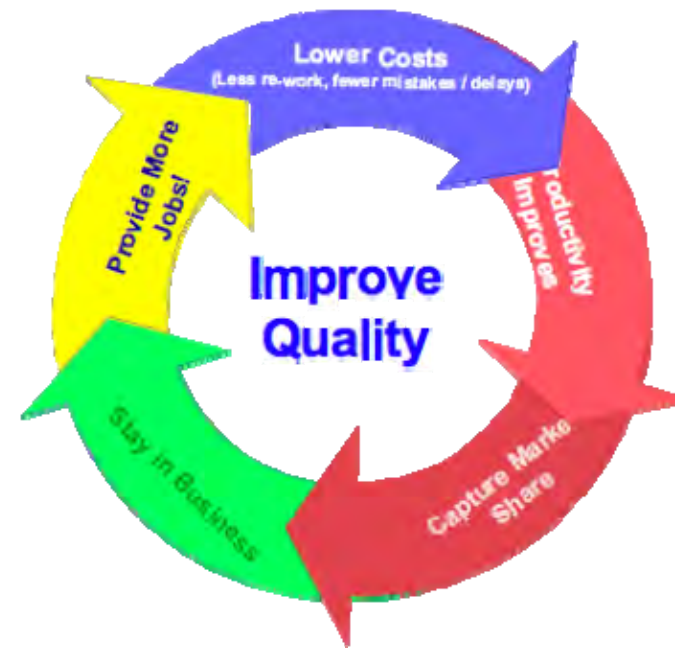 Lower Costs
(Less re-work, fewer mistakes / delays)
roductivity
Improves
Capture Marke
Share
Stay in Business
Provide More
Jobs!
Improve
Quality